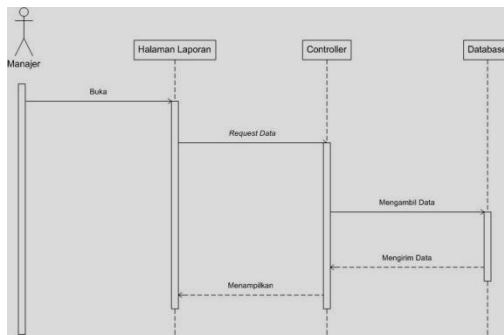 Manajer
Halaman Laporan
Controller
Database
Buka
Request Data
Mengambil Data
Mengirim Data
Menampilkan